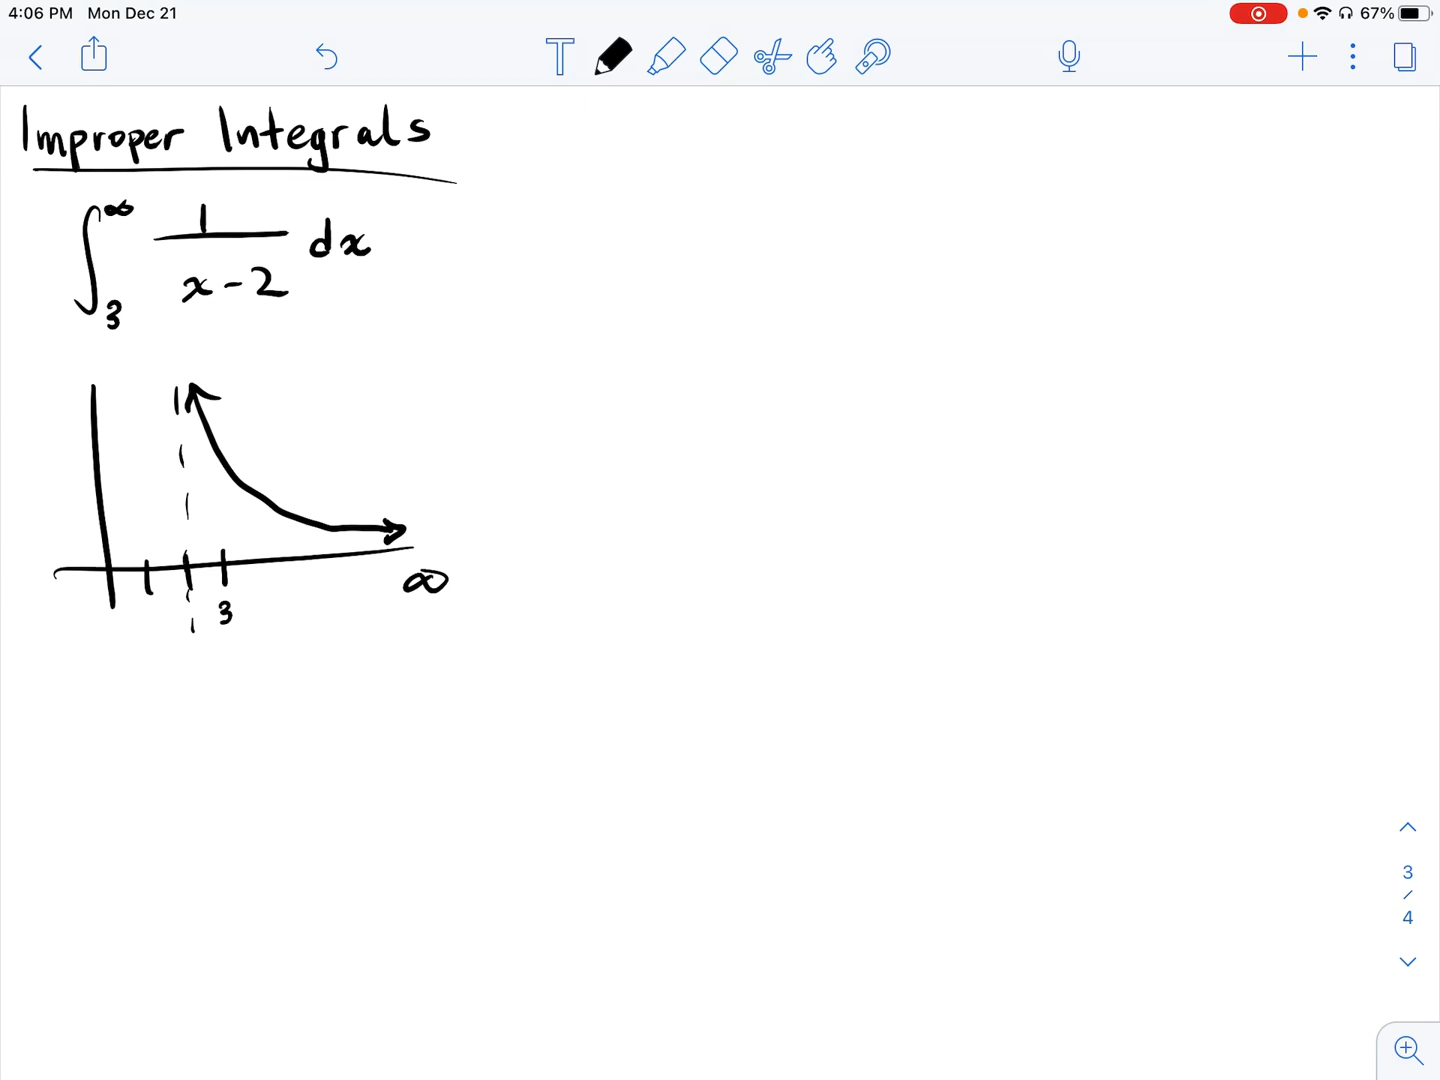 4:06 PM Mon Dec 21 67%
T
Improper Integrals
∫₃^∞ 1/(x-2) dx
3 ∞
3
/
4